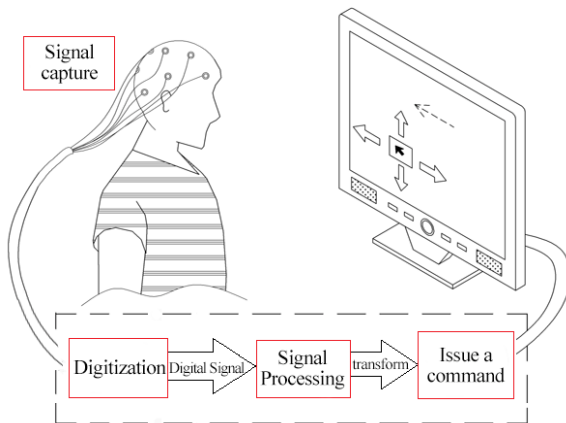 Signal
capture
Digitization
Digital Signal
Signal
Processing
transform
Issue a
command